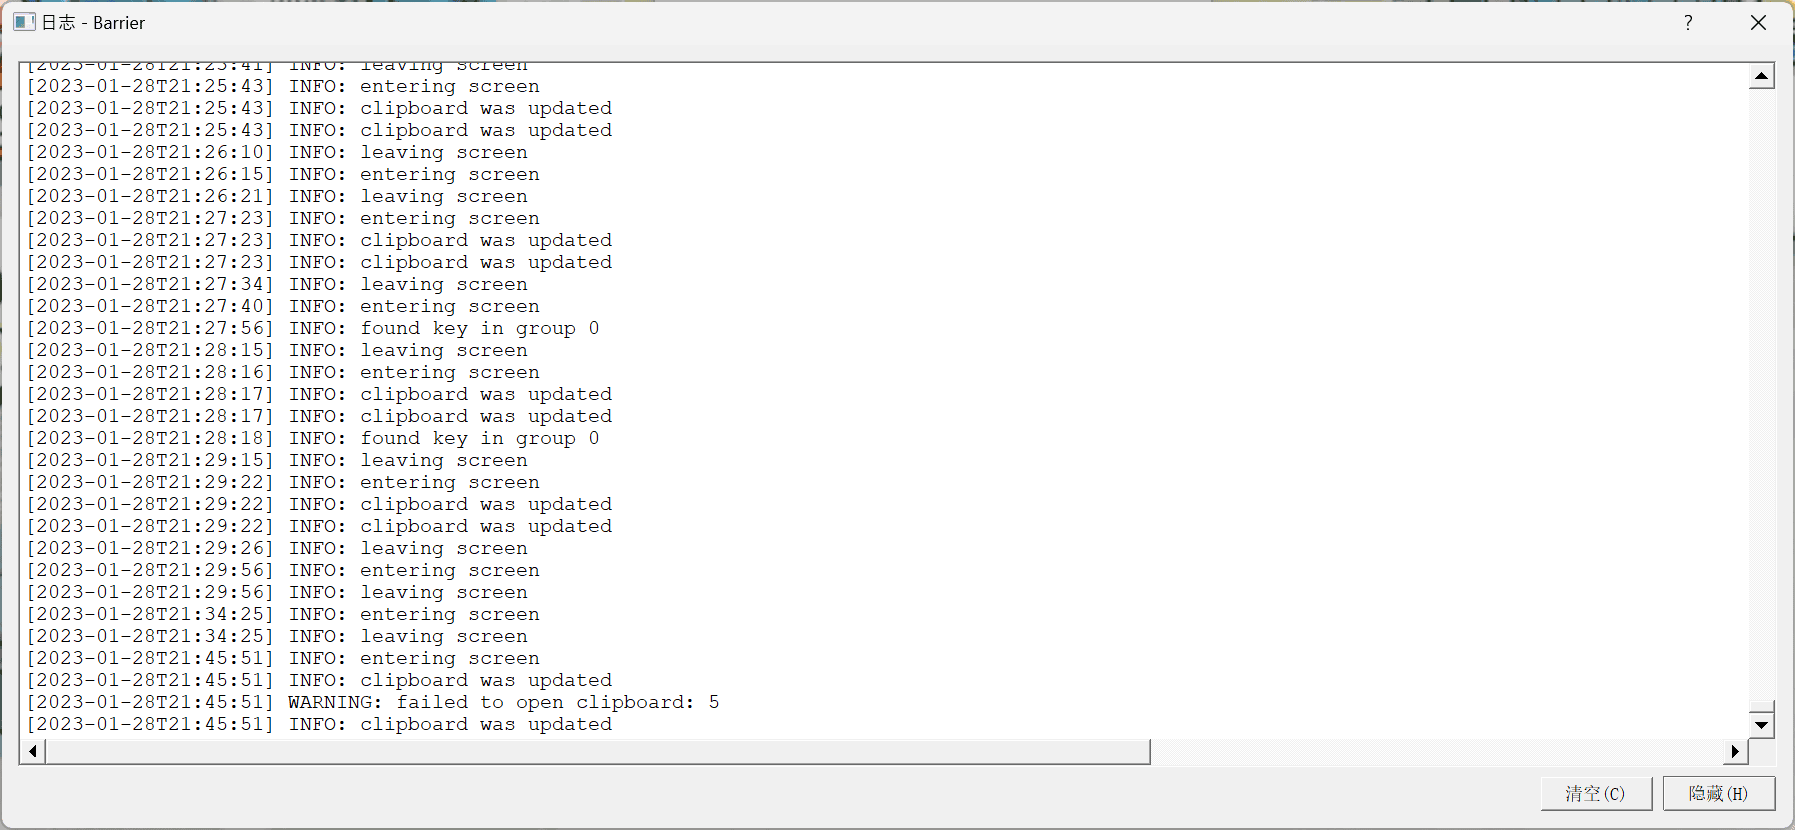 日志 - Barrier
?
[2023-01-28T21:25:41] INFO: leaving screen
[2023-01-28T21:25:43] INFO: entering screen
[2023-01-28T21:25:43] INFO: clipboard was updated
[2023-01-28T21:25:43] INFO: clipboard was updated
[2023-01-28T21:26:10] INFO: leaving screen
[2023-01-28T21:26:15] INFO: entering screen
[2023-01-28T21:26:21] INFO: leaving screen
[2023-01-28T21:27:23] INFO: entering screen
[2023-01-28T21:27:23] INFO: clipboard was updated
[2023-01-28T21:27:23] INFO: clipboard was updated
[2023-01-28T21:27:34] INFO: leaving screen
[2023-01-28T21:27:40] INFO: entering screen
[2023-01-28T21:27:56] INFO: found key in group 0
[2023-01-28T21:28:15] INFO: leaving screen
[2023-01-28T21:28:16] INFO: entering screen
[2023-01-28T21:28:17] INFO: clipboard was updated
[2023-01-28T21:28:17] INFO: clipboard was updated
[2023-01-28T21:28:18] INFO: found key in group 0
[2023-01-28T21:29:15] INFO: leaving screen
[2023-01-28T21:29:22] INFO: entering screen
[2023-01-28T21:29:22] INFO: clipboard was updated
[2023-01-28T21:29:22] INFO: clipboard was updated
[2023-01-28T21:29:26] INFO: leaving screen
[2023-01-28T21:29:56] INFO: entering screen
[2023-01-28T21:29:56] INFO: leaving screen
[2023-01-28T21:34:25] INFO: entering screen
[2023-01-28T21:34:25] INFO: leaving screen
[2023-01-28T21:45:51] INFO: entering screen
[2023-01-28T21:45:51] INFO: clipboard was updated
[2023-01-28T21:45:51] WARNING: failed to open clipboard: 5
[2023-01-28T21:45:51] INFO: clipboard was updated
清空(C) 隐藏(H)